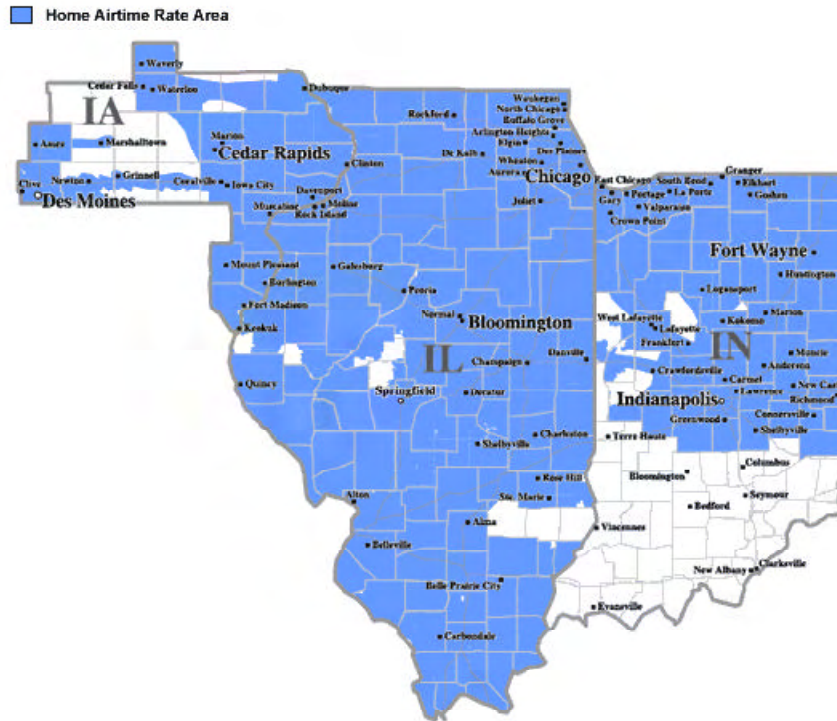 Home Airtime Rate Area
Waverly
Cedar Falls
Waterloo
Dubuque
IA
Ames
Marshalltown
Marion
Cedar Rapids
Clive
Newton
Grinnell
Coralville
Iowa City
Des Moines
Clinton
Davenport
Moline
Rock Island
Muscatine
Mount Pleasant
Burlington
Fort Madison
Keokuk
Rockford
Waukegan
North Chicago
Buffalo Grove
Arlington Heights
Elgin
Des Plaines
De Kalb
Wheaton
Aurora
Chicago
Joliet
Galesburg
Peoria
Normal
Bloomington
IL
Champaign
Danville
Quincy
Springfield
Decatur
Shelbyville
Charleston
Rose Hill
Ste. Marie
Alton
Alma
Belleville
Belle Prairie City
Carbondale
East Chicago
Gary
Portage
La Porte
South Bend
Granger
Elkhart
Goshen
Valparaiso
Crown Point
Fort Wayne
Huntington
Logansport
West Lafayette
Lafayette
Kokomo
Marion
Frankfort
IN
Muncie
Crawfordsville
Anderson
Carmel
Lawrence
New Cas
Richmond
Indianapolis
Greenwood
Connersville
Shelbyville
Terre Haute
Columbus
Bloomington
Seymour
Bedford
Vincennes
New Albany
Clarksville
Evansville